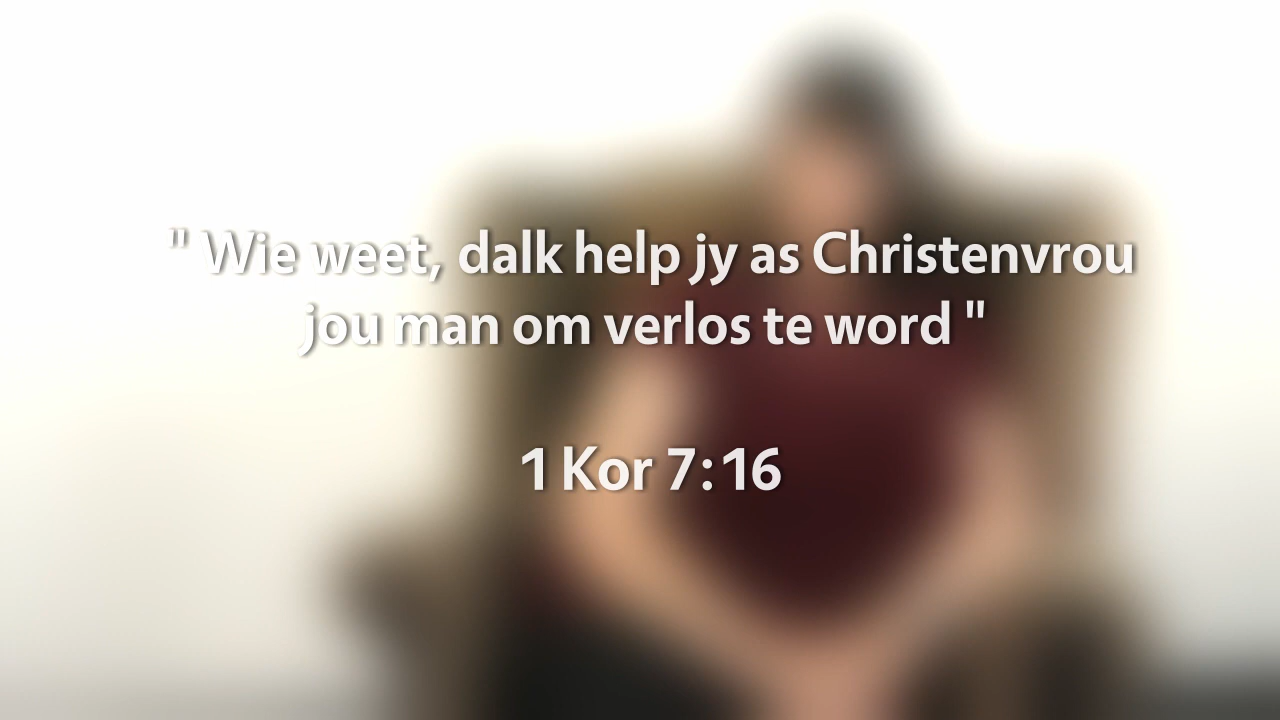 " Wie weet, dalk help jy as Christenvrou
jou man om verlos te word "
1 Kor 7:16